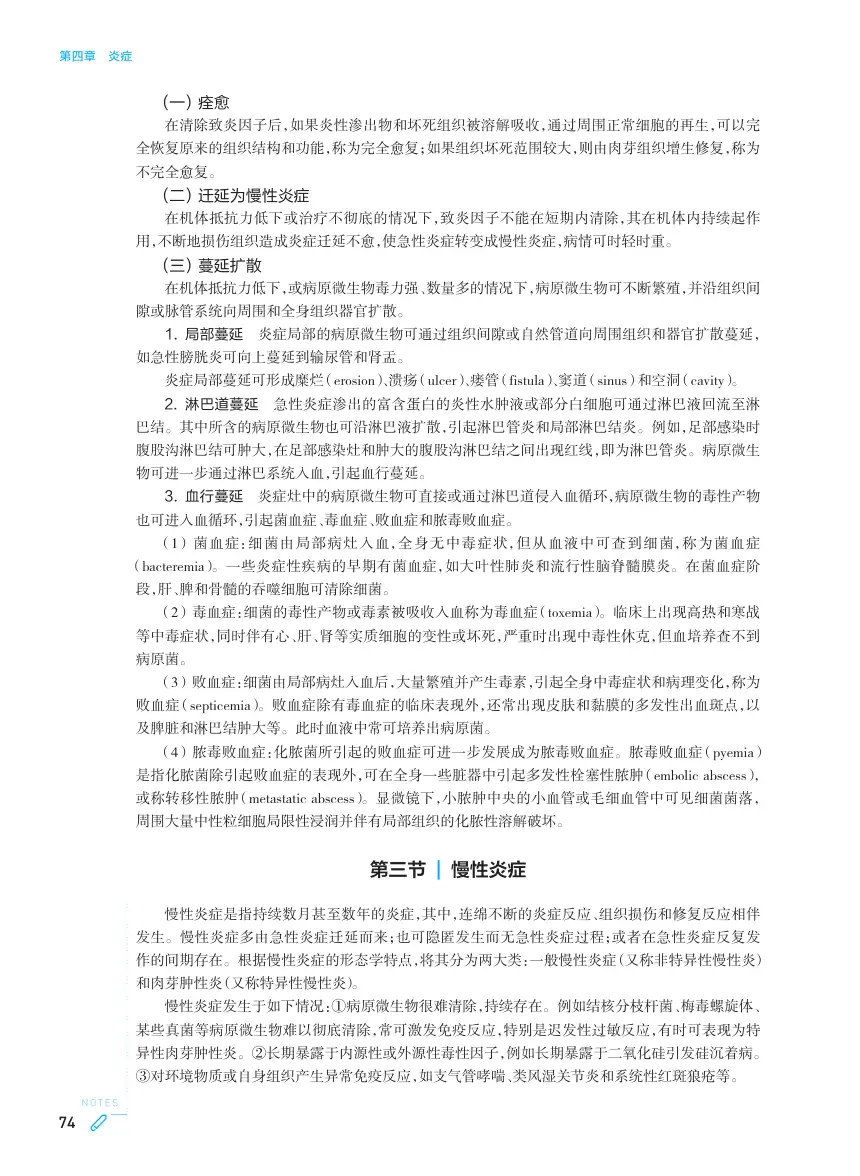 第四章 炎症
(一) 痊愈
在清除致炎因子后,如果炎性渗出物和坏死组织被溶解吸收,通过周围正常细胞的再生,可以完
全恢复原来的组织结构和功能,称为完全愈复;如果组织坏死范围较大,则由肉芽组织增生修复,称为
不完全愈复。
(二) 迁延为慢性炎症
在机体抵抗力低下或治疗不彻底的情况下,致炎因子不能在短期内清除,其在机体内持续起作
用,不断地损伤组织造成炎症迁延不愈,使急性炎症转变成慢性炎症,病情可时轻时重。
(三) 蔓延扩散
在机体抵抗力低下,或病原微生物毒力强、数量多的情况下,病原微生物可不断繁殖,并沿组织间
隙或脉管系统向周围和全身组织器官扩散。
1. 局部蔓延 炎症局部的病原微生物可通过组织间隙或自然管道向周围组织和器官扩散蔓延,
如急性膀胱炎可向上蔓延到输尿管和肾盂。
炎症局部蔓延可形成糜烂(erosion)、溃疡(ulcer)、瘘管(fistula)、窦道(sinus)和空洞(cavity)。
2. 淋巴道蔓延 急性炎症渗出的富含蛋白的炎性水肿液或部分白细胞可通过淋巴液回流至淋
巴结。其中所含的病原微生物也可沿淋巴液扩散,引起淋巴管炎和局部淋巴结炎。例如,足部感染时
腹股沟淋巴结可肿大,在足部感染灶和肿大的腹股沟淋巴结之间出现红线,即为淋巴管炎。病原微生
物可进一步通过淋巴系统入血,引起血行蔓延。
3. 血行蔓延 炎症灶中的病原微生物可直接或通过淋巴道侵入血循环,病原微生物的毒性产物
也可进入血循环,引起菌血症、毒血症、败血症和脓毒败血症。
(1)菌血症:细菌由局部病灶入血,全身无中毒症状,但从血液中可查到细菌,称为菌血症
(bacteremia)。一些炎症性疾病的早期有菌血症,如大叶性肺炎和流行性脑脊髓膜炎。在菌血症阶
段,肝、脾和骨髓的吞噬细胞可清除细菌。
(2)毒血症:细菌的毒性产物或毒素被吸收入血称为毒血症(toxemia)。临床上出现高热和寒战
等中毒症状,同时伴有心、肝、肾等实质细胞的变性或坏死,严重时出现中毒性休克,但血培养查不到
病原菌。
(3)败血症:细菌由局部病灶入血后,大量繁殖并产生毒素,引起全身中毒症状和病理变化,称为
败血症(septicemia)。败血症除有毒血症的临床表现外,还常出现皮肤和黏膜的多发性出血斑点,以
及脾脏和淋巴结肿大等。此时血液中常可培养出病原菌。
(4)脓毒败血症:化脓菌所引起的败血症可进一步发展成为脓毒败血症。脓毒败血症(pyemia)
是指化脓菌除引起败血症的表现外,可在全身一些脏器中引起多发性栓塞性脓肿(embolic abscess),
或称转移性脓肿(metastatic abscess)。显微镜下,小脓肿中央的小血管或毛细血管中可见细菌菌落,
周围大量中性粒细胞局限性浸润并伴有局部组织的化脓性溶解破坏。
第三节 | 慢性炎症
慢性炎症是指持续数月甚至数年的炎症,其中,连绵不断的炎症反应、组织损伤和修复反应相伴
发生。慢性炎症多由急性炎症迁延而来;也可隐匿发生而无急性炎症过程;或者在急性炎症反复发
作的间期存在。根据慢性炎症的形态学特点,将其分为两大类:一般慢性炎症(又称非特异性慢性炎)
和肉芽肿性炎(又称特异性慢性炎)。
慢性炎症发生于如下情况:①病原微生物很难清除,持续存在。例如结核分枝杆菌、梅毒螺旋体、
某些真菌等病原微生物难以彻底清除,常可激发免疫反应,特别是迟发性过敏反应,有时可表现为特
异性肉芽肿性炎。②长期暴露于内源性或外源性毒性因子,例如长期暴露于二氧化硅引发硅沉着病。
③对环境物质或自身组织产生异常免疫反应,如支气管哮喘、类风湿关节炎和系统性红斑狼疮等。
NOTES
74